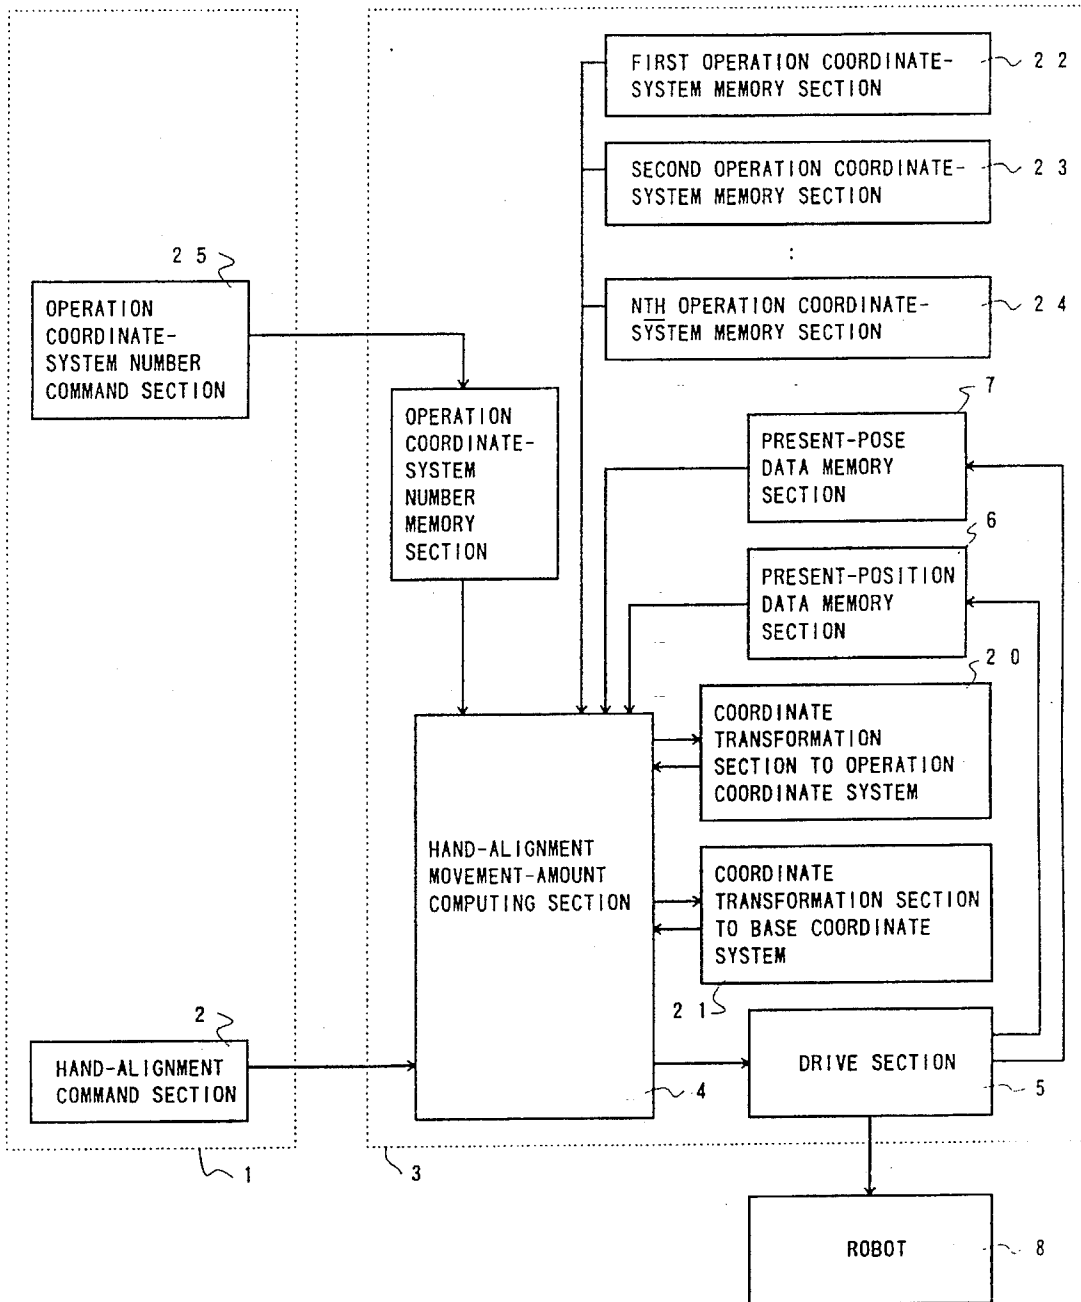 FIRST OPERATION COORDINATE-
SYSTEM MEMORY SECTION
22
SECOND OPERATION COORDINATE-
SYSTEM MEMORY SECTION
23
:
NTH OPERATION COORDINATE-
SYSTEM MEMORY SECTION
24
25
OPERATION
COORDINATE-
SYSTEM NUMBER
COMMAND SECTION
OPERATION
COORDINATE-
SYSTEM
NUMBER
MEMORY
SECTION
7
PRESENT-POSE
DATA MEMORY
SECTION
6
PRESENT-POSITION
DATA MEMORY
SECTION
20
COORDINATE
TRANSFORMATION
SECTION TO OPERATION
COORDINATE SYSTEM
HAND-ALIGNMENT
MOVEMENT-AMOUNT
COMPUTING SECTION
4
COORDINATE
TRANSFORMATION SECTION
TO BASE COORDINATE
SYSTEM
21
2
HAND-ALIGNMENT
COMMAND SECTION
DRIVE SECTION
5
1
3
ROBOT
8